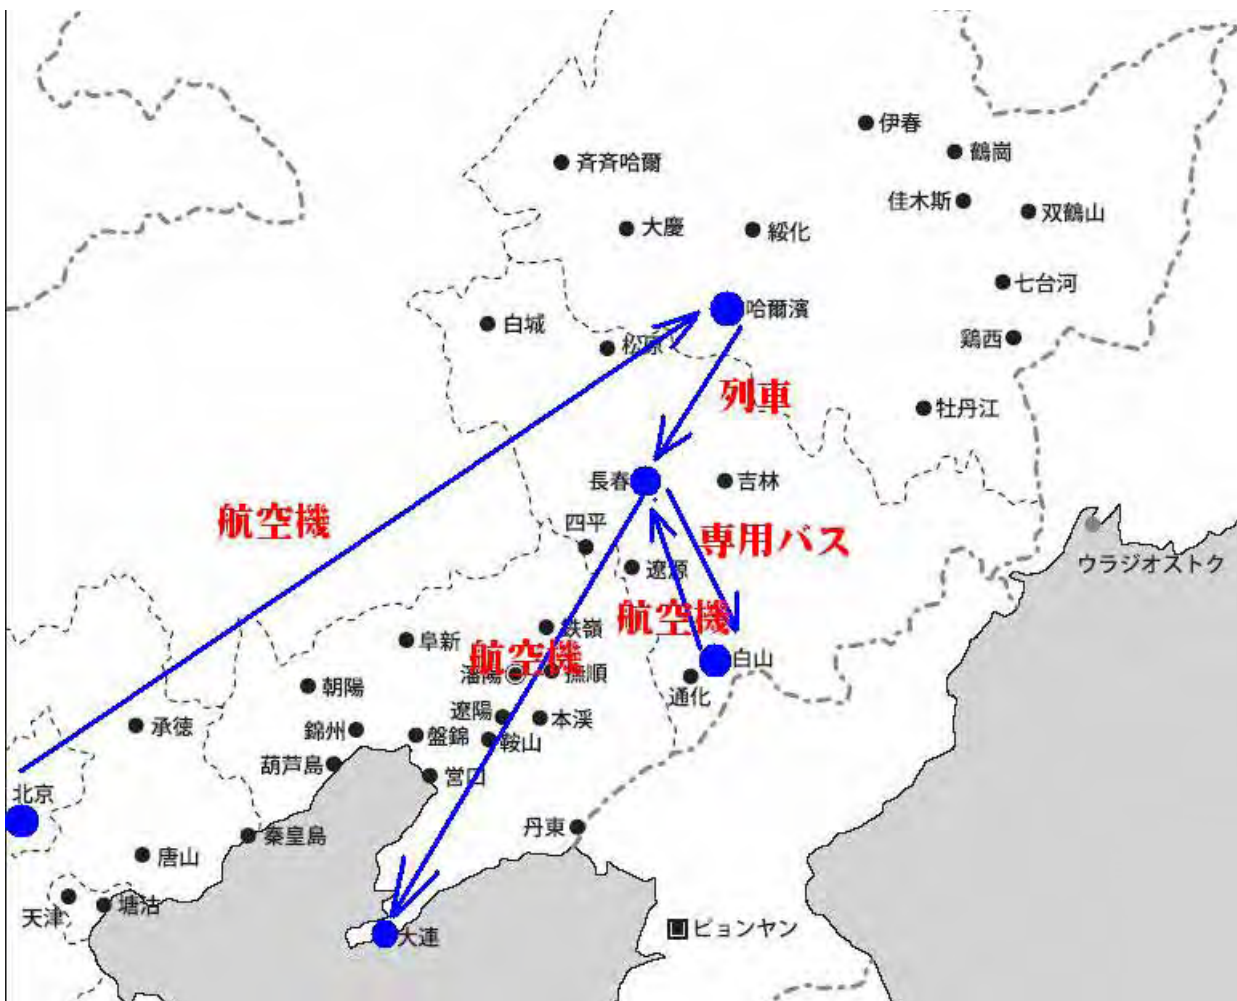 伊春
鶴崗
斉斉哈爾
佳木斯
双鶴山
大慶
綏化
七台河
哈爾濱
白城
松原
鶏西
列車
牡丹江
長春
吉林
航空機
四平
専用バス
遼源
ウラジオストク
航空機
鉄嶺
阜新
航空機
瀋陽
撫順
白山
通化
朝陽
遼陽
本渓
承徳
錦州
盤錦
鞍山
葫芦島
営口
北京
丹東
秦皇島
唐山
天津
塘沽
大連
ピョンヤン